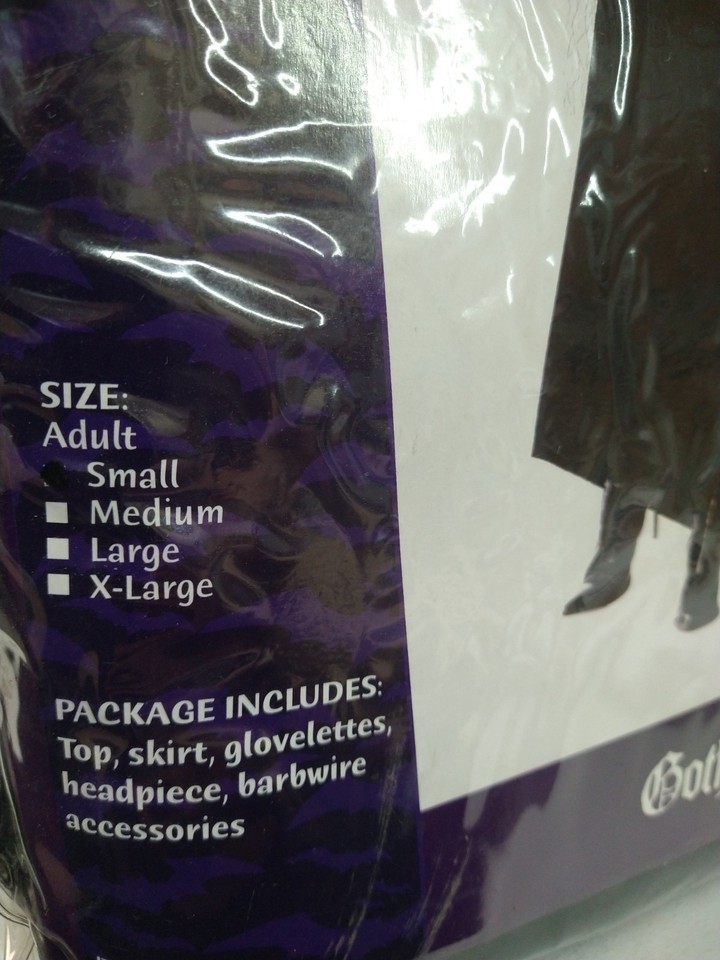 SIZE:
Adult
Small
Medium
Large
X-Large
PACKAGE INCLUDES:
Top, skirt, glovelettes,
headpiece, barbwire
accessories